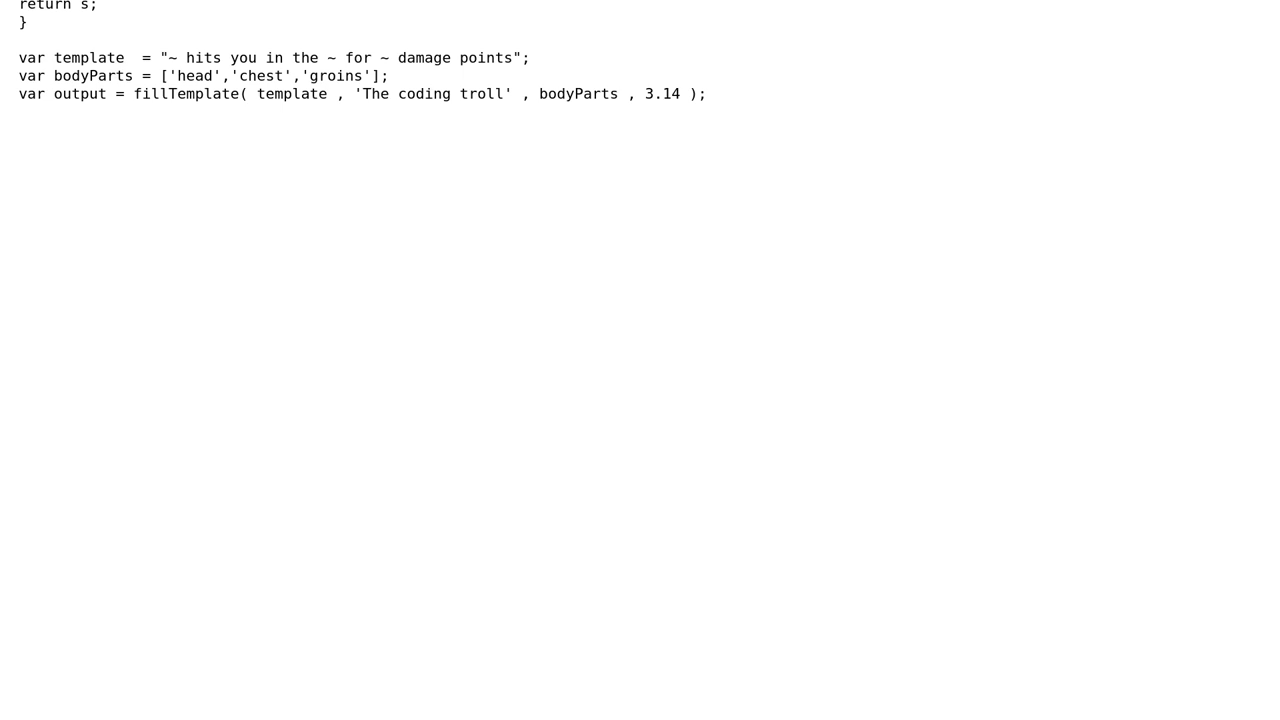 return s;
}

var template  = "~ hits you in the ~ for ~ damage points";
var bodyParts = ['head','chest','groins'];
var output = fillTemplate( template , 'The coding troll' , bodyParts , 3.14 );